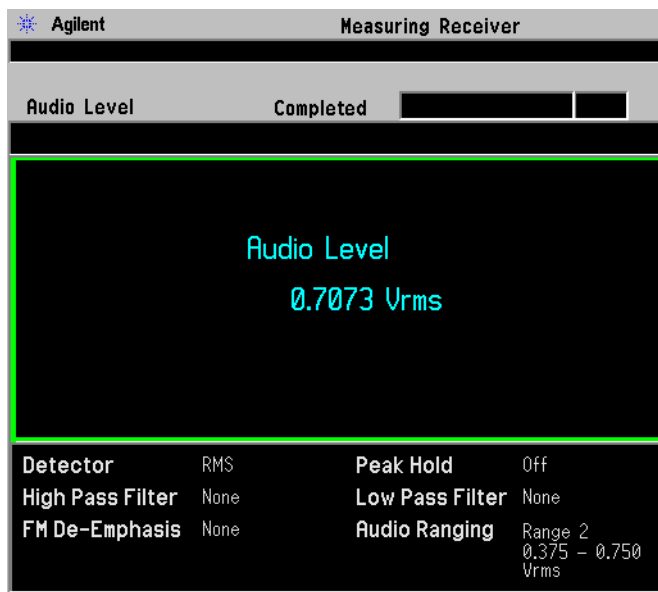 Agilent Measuring Receiver
Audio Level Completed
Audio Level
0.7073 Vrms
Detector RMS Peak Hold Off
High Pass Filter None Low Pass Filter None
FM De-Emphasis None Audio Ranging Range 2
0.375 - 0.750
Vrms